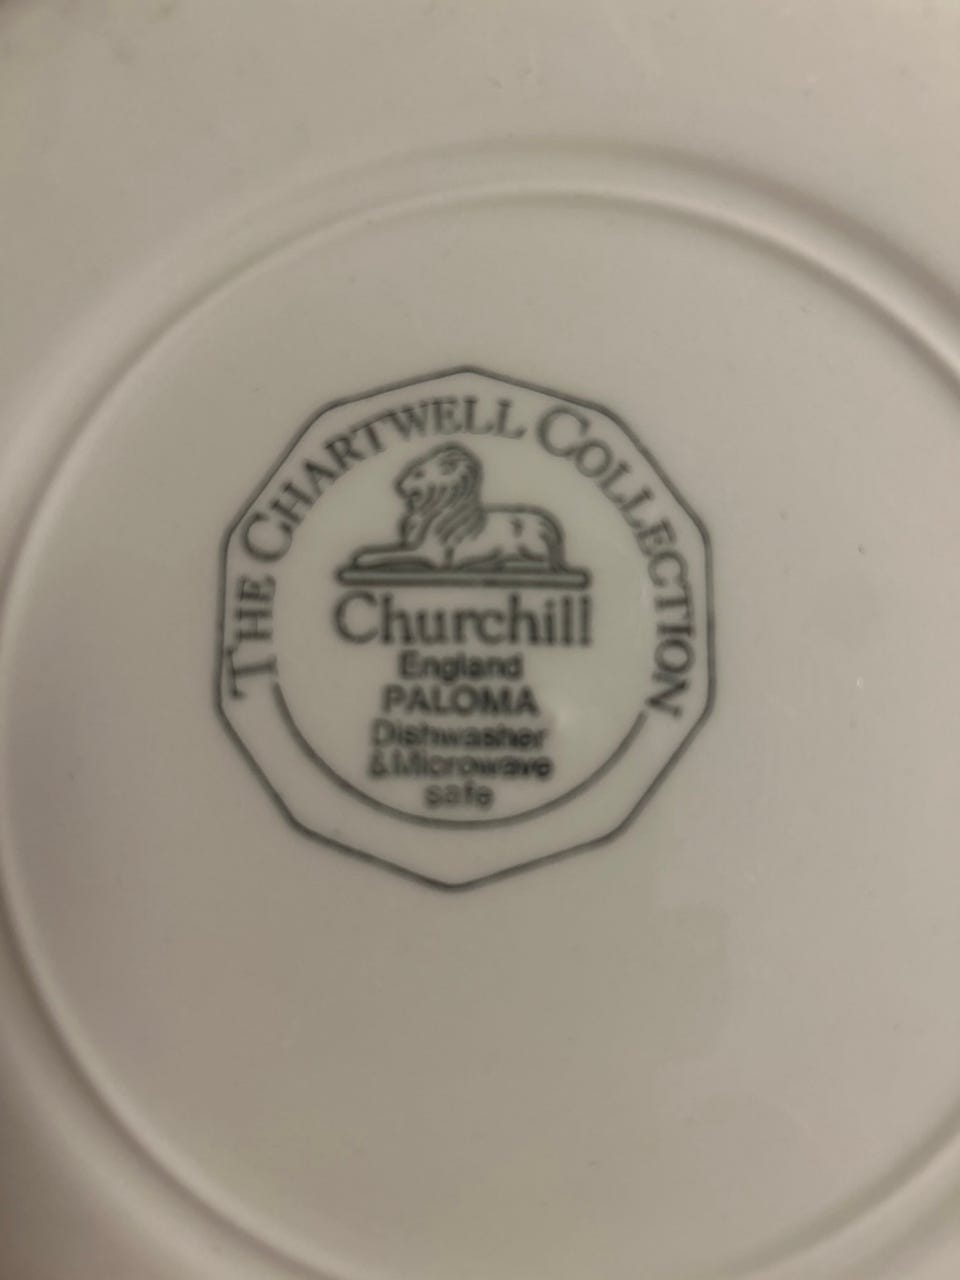 THE CHARTWELL COLLECTION
Churchill
England
PALOMA
Dishwasher
& Microwave
safe